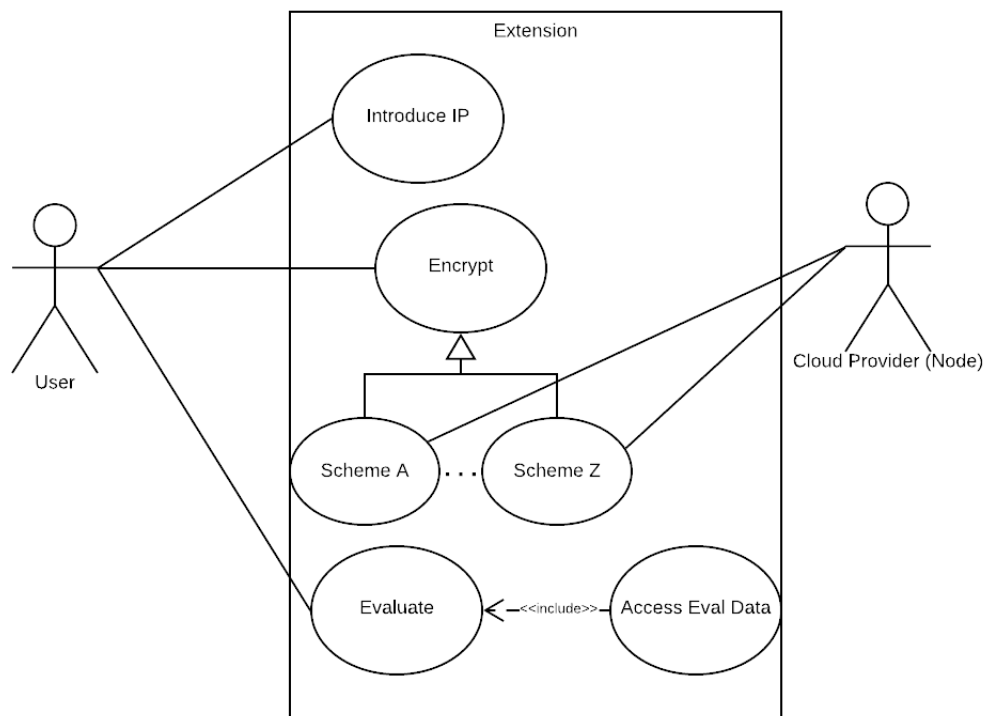 Extension
Introduce IP
Encrypt
User
Cloud Provider (Node)
Scheme A
. . .
Scheme Z
Evaluate
<<include>>
Access Eval Data